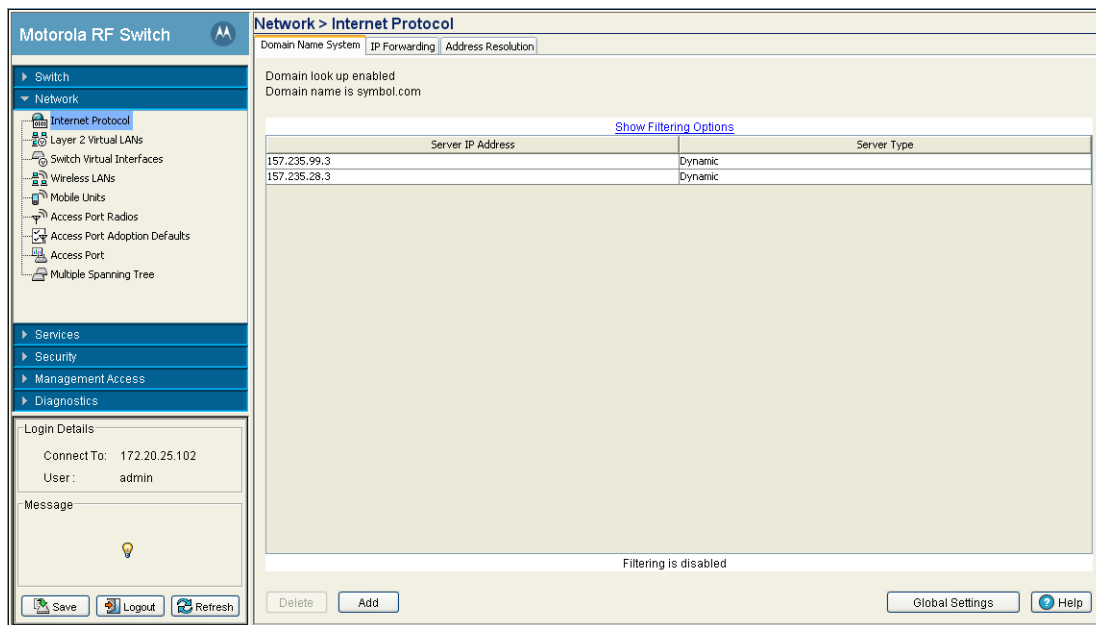 Motorola RF Switch
Switch
Network
Internet Protocol
Layer 2 Virtual LANs
Switch Virtual Interfaces
Wireless LANs
Mobile Units
Access Port Radios
Access Port Adoption Defaults
Access Port
Multiple Spanning Tree
Services
Security
Management Access
Diagnostics
Login Details
Connect To: 172.20.25.102
User : admin
Message
Save Logout Refresh
Network > Internet Protocol
Domain Name System IP Forwarding Address Resolution
Domain look up enabled
Domain name is symbol.com
Show Filtering Options
Server IP Address Server Type
157.235.99.3 Dynamic
157.235.28.3 Dynamic
Filtering is disabled
Delete Add Global Settings ? Help